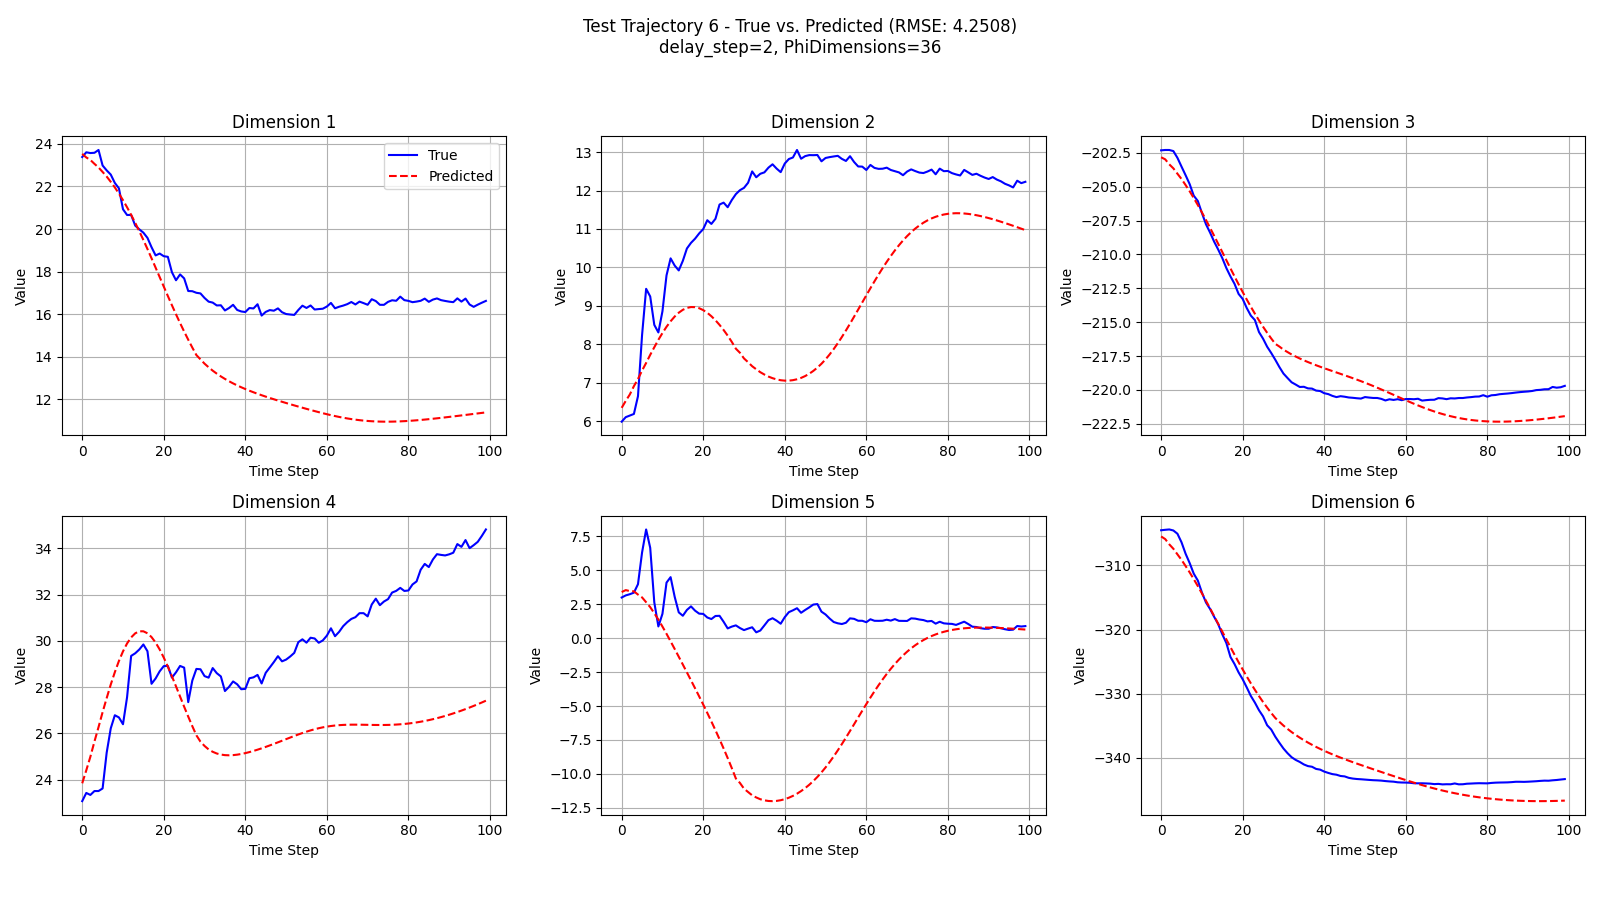 Test Trajectory 6 - True vs. Predicted (RMSE: 4.2508)
delay_step=2, PhiDimensions=36
Dimension 1
24
22
20
18
16
14
12
0 20 40 60 80 100
Value
Time Step
True
Predicted
Dimension 2
13
12
11
10
9
8
7
6
0 20 40 60 80 100
Value
Time Step
Dimension 3
−202.5
−205.0
−207.5
−210.0
−212.5
−215.0
−217.5
−220.0
−222.5
0 20 40 60 80 100
Value
Time Step
Dimension 4
34
32
30
28
26
24
0 20 40 60 80 100
Value
Time Step
Dimension 5
7.5
5.0
2.5
0.0
−2.5
−5.0
−7.5
−10.0
−12.5
0 20 40 60 80 100
Value
Time Step
Dimension 6
−310
−320
−330
−340
0 20 40 60 80 100
Value
Time Step